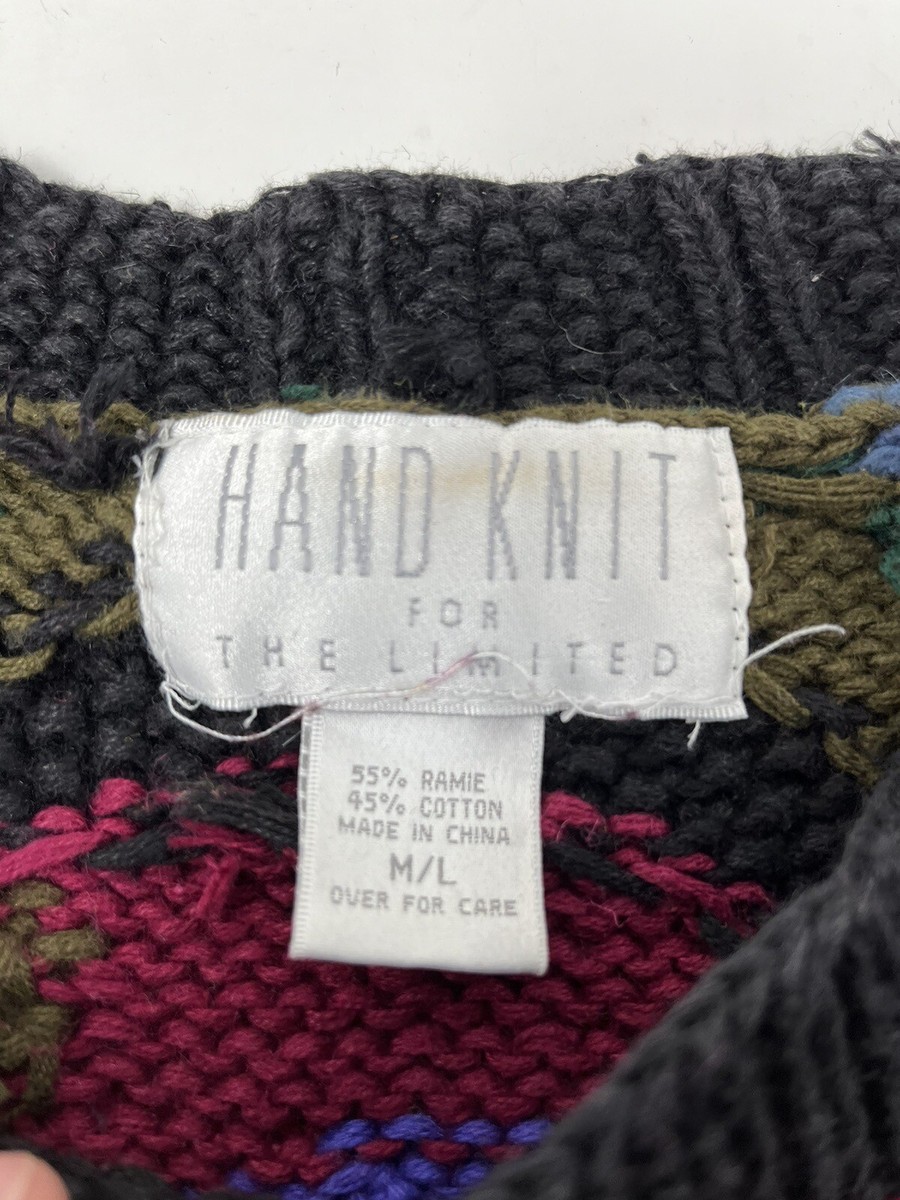 HAND KNIT
FOR
THE LIMITED
55% RAMIE
45% COTTON
MADE IN CHINA
M/L
OVER FOR CARE